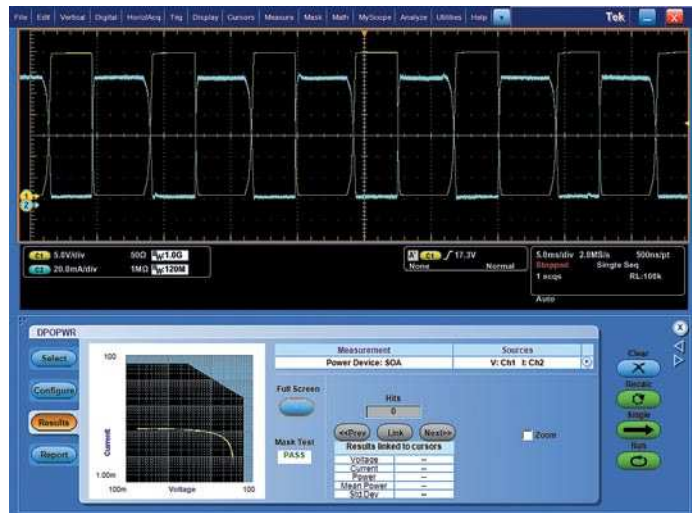 File Edit Vertical Digital Horiz/Acq Trig Display Cursors Measure Mask Math MyScope Analyze Utilities Help Tek
1
2
C1 5.0V/div 50Ω BW:1.0G
C2 20.0mA/div 1MΩ BW:120M
A' C1 17.3V
None Normal
5.0ms/div 2.0MS/s 500ns/pt
Stopped Single Seq
1 acqs RL:100k
Auto
DPOPWR
Select
Configure
Results
Report
100
Current
1.00m
100m Voltage 100
Measurement Sources
Power Device: SOA V: Ch1 I: Ch2
Full Screen
Hits
0
<<Prev Link Next>>
Zoom
Mask Test
PASS
Results linked to cursors
Voltage --
Current --
Power --
Mean Power --
Std.Dev --
Clear
X
Recalc
Single
Run